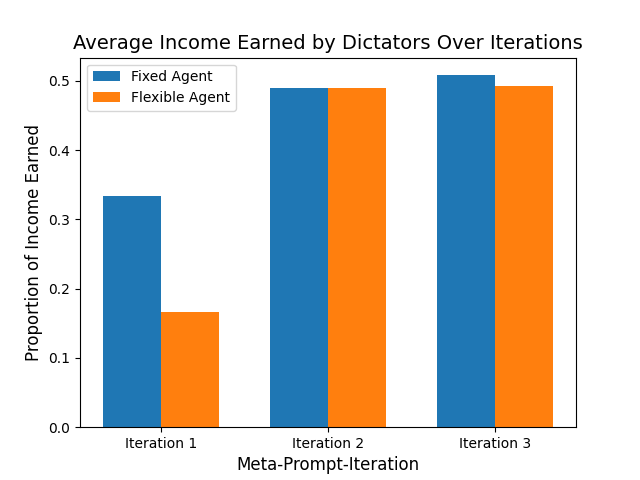 Average Income Earned by Dictators Over Iterations
Fixed Agent
Flexible Agent
Proportion of Income Earned
0.5
0.4
0.3
0.2
0.1
0.0
Iteration 1
Iteration 2
Iteration 3
Meta-Prompt-Iteration